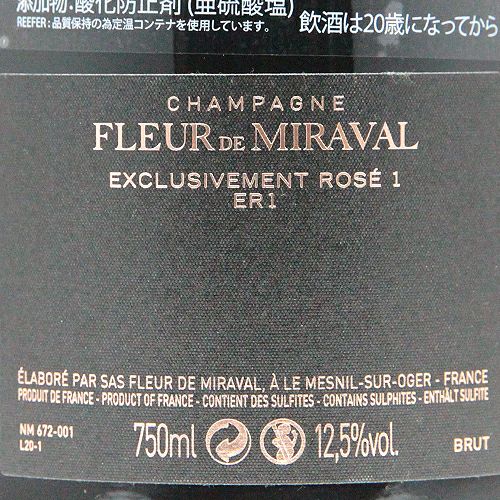 添加物:酸化防止剤(亜硫酸塩)
REEFER:品質保持の為定温コンテナを使用しています。
飲酒は20歳になってから
CHAMPAGNE
FLEUR DE MIRAVAL
EXCLUSIVEMENT ROSÉ 1
ER1
ÉLABORÉ PAR SAS FLEUR DE MIRAVAL, À LE MESNIL-SUR-OGER - FRANCE
PRODUIT DE FRANCE - PRODUCT OF FRANCE - CONTIENT DES SULFITES - CONTAINS SULPHITES - ENTHÄLT SULFITE
NM 672-001
L20-1
750ml 12,5%vol. BRUT